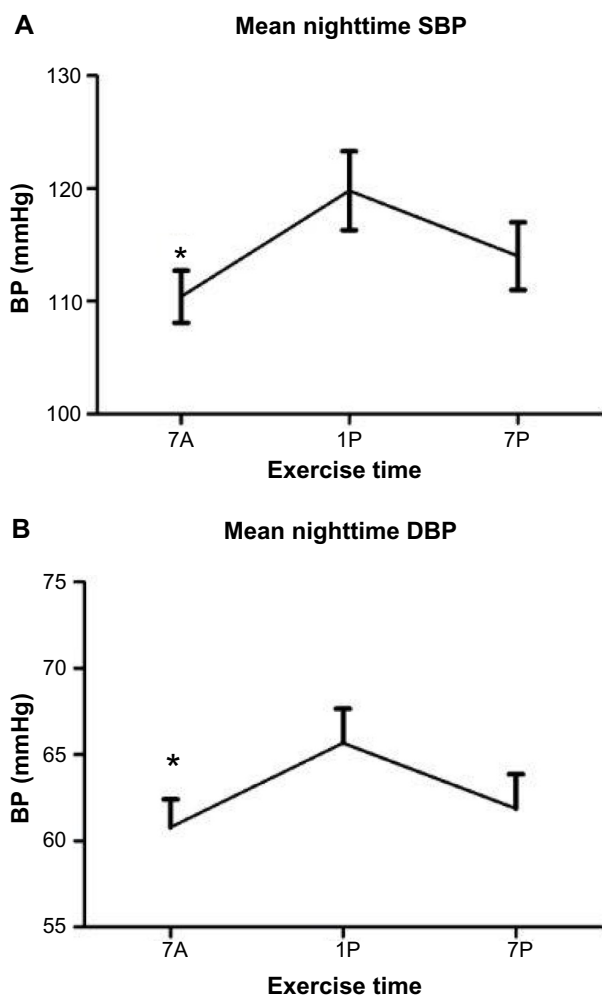 A
Mean nighttime SBP
130
120
110
100
BP (mmHg)
*
7A 1P 7P
Exercise time
B
Mean nighttime DBP
75
70
65
60
55
BP (mmHg)
*
7A 1P 7P
Exercise time